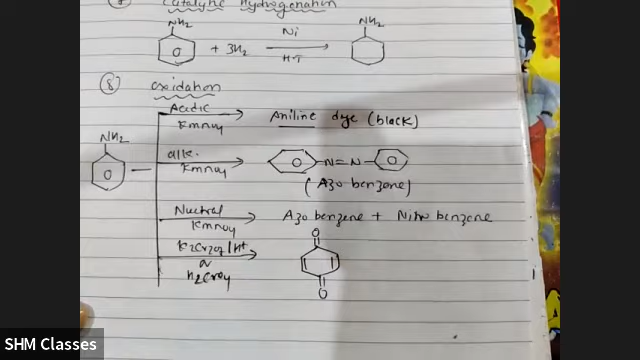 ⑦ Catalytic Hydrogenation
NH2 NH2
+ 3H2 Ni
H.T
⑧ oxidation
Acidic
KMnO4 Aniline dye (black)
NH2
alk.
KMnO4 N=N
(Azo benzene)
Nuetral
KMnO4 Azo benzene + Nitro benzene
K2Cr2O7/H+
or
H2CrO4
O
O
SHM Classes